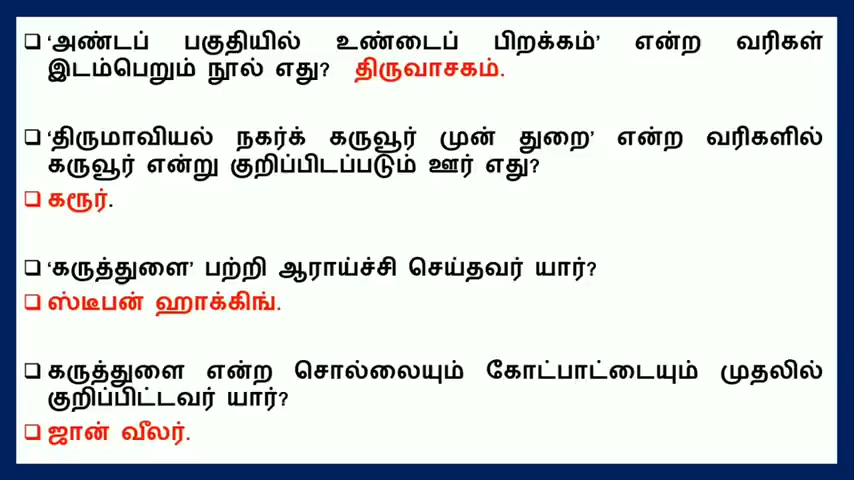 ❑ ‘அண்டப் பகுதியில் உண்டைப் பிறக்கம்’ என்ற வரிகள்
இடம்பெறும் நூல் எது? திருவாசகம்.
❑ ‘திருமாவியல் நகர்க் கருவூர் முன் துறை’ என்ற வரிகளில்
கருவூர் என்று குறிப்பிடப்படும் ஊர் எது?
❑ கரூர்.
❑ ‘கருத்துளை’ பற்றி ஆராய்ச்சி செய்தவர் யார்?
❑ ஸ்டீபன் ஹாக்கிங்.
❑ கருத்துளை என்ற சொல்லையும் கோட்பாட்டையும் முதலில்
குறிப்பிட்டவர் யார்?
❑ ஜான் வீலர்.